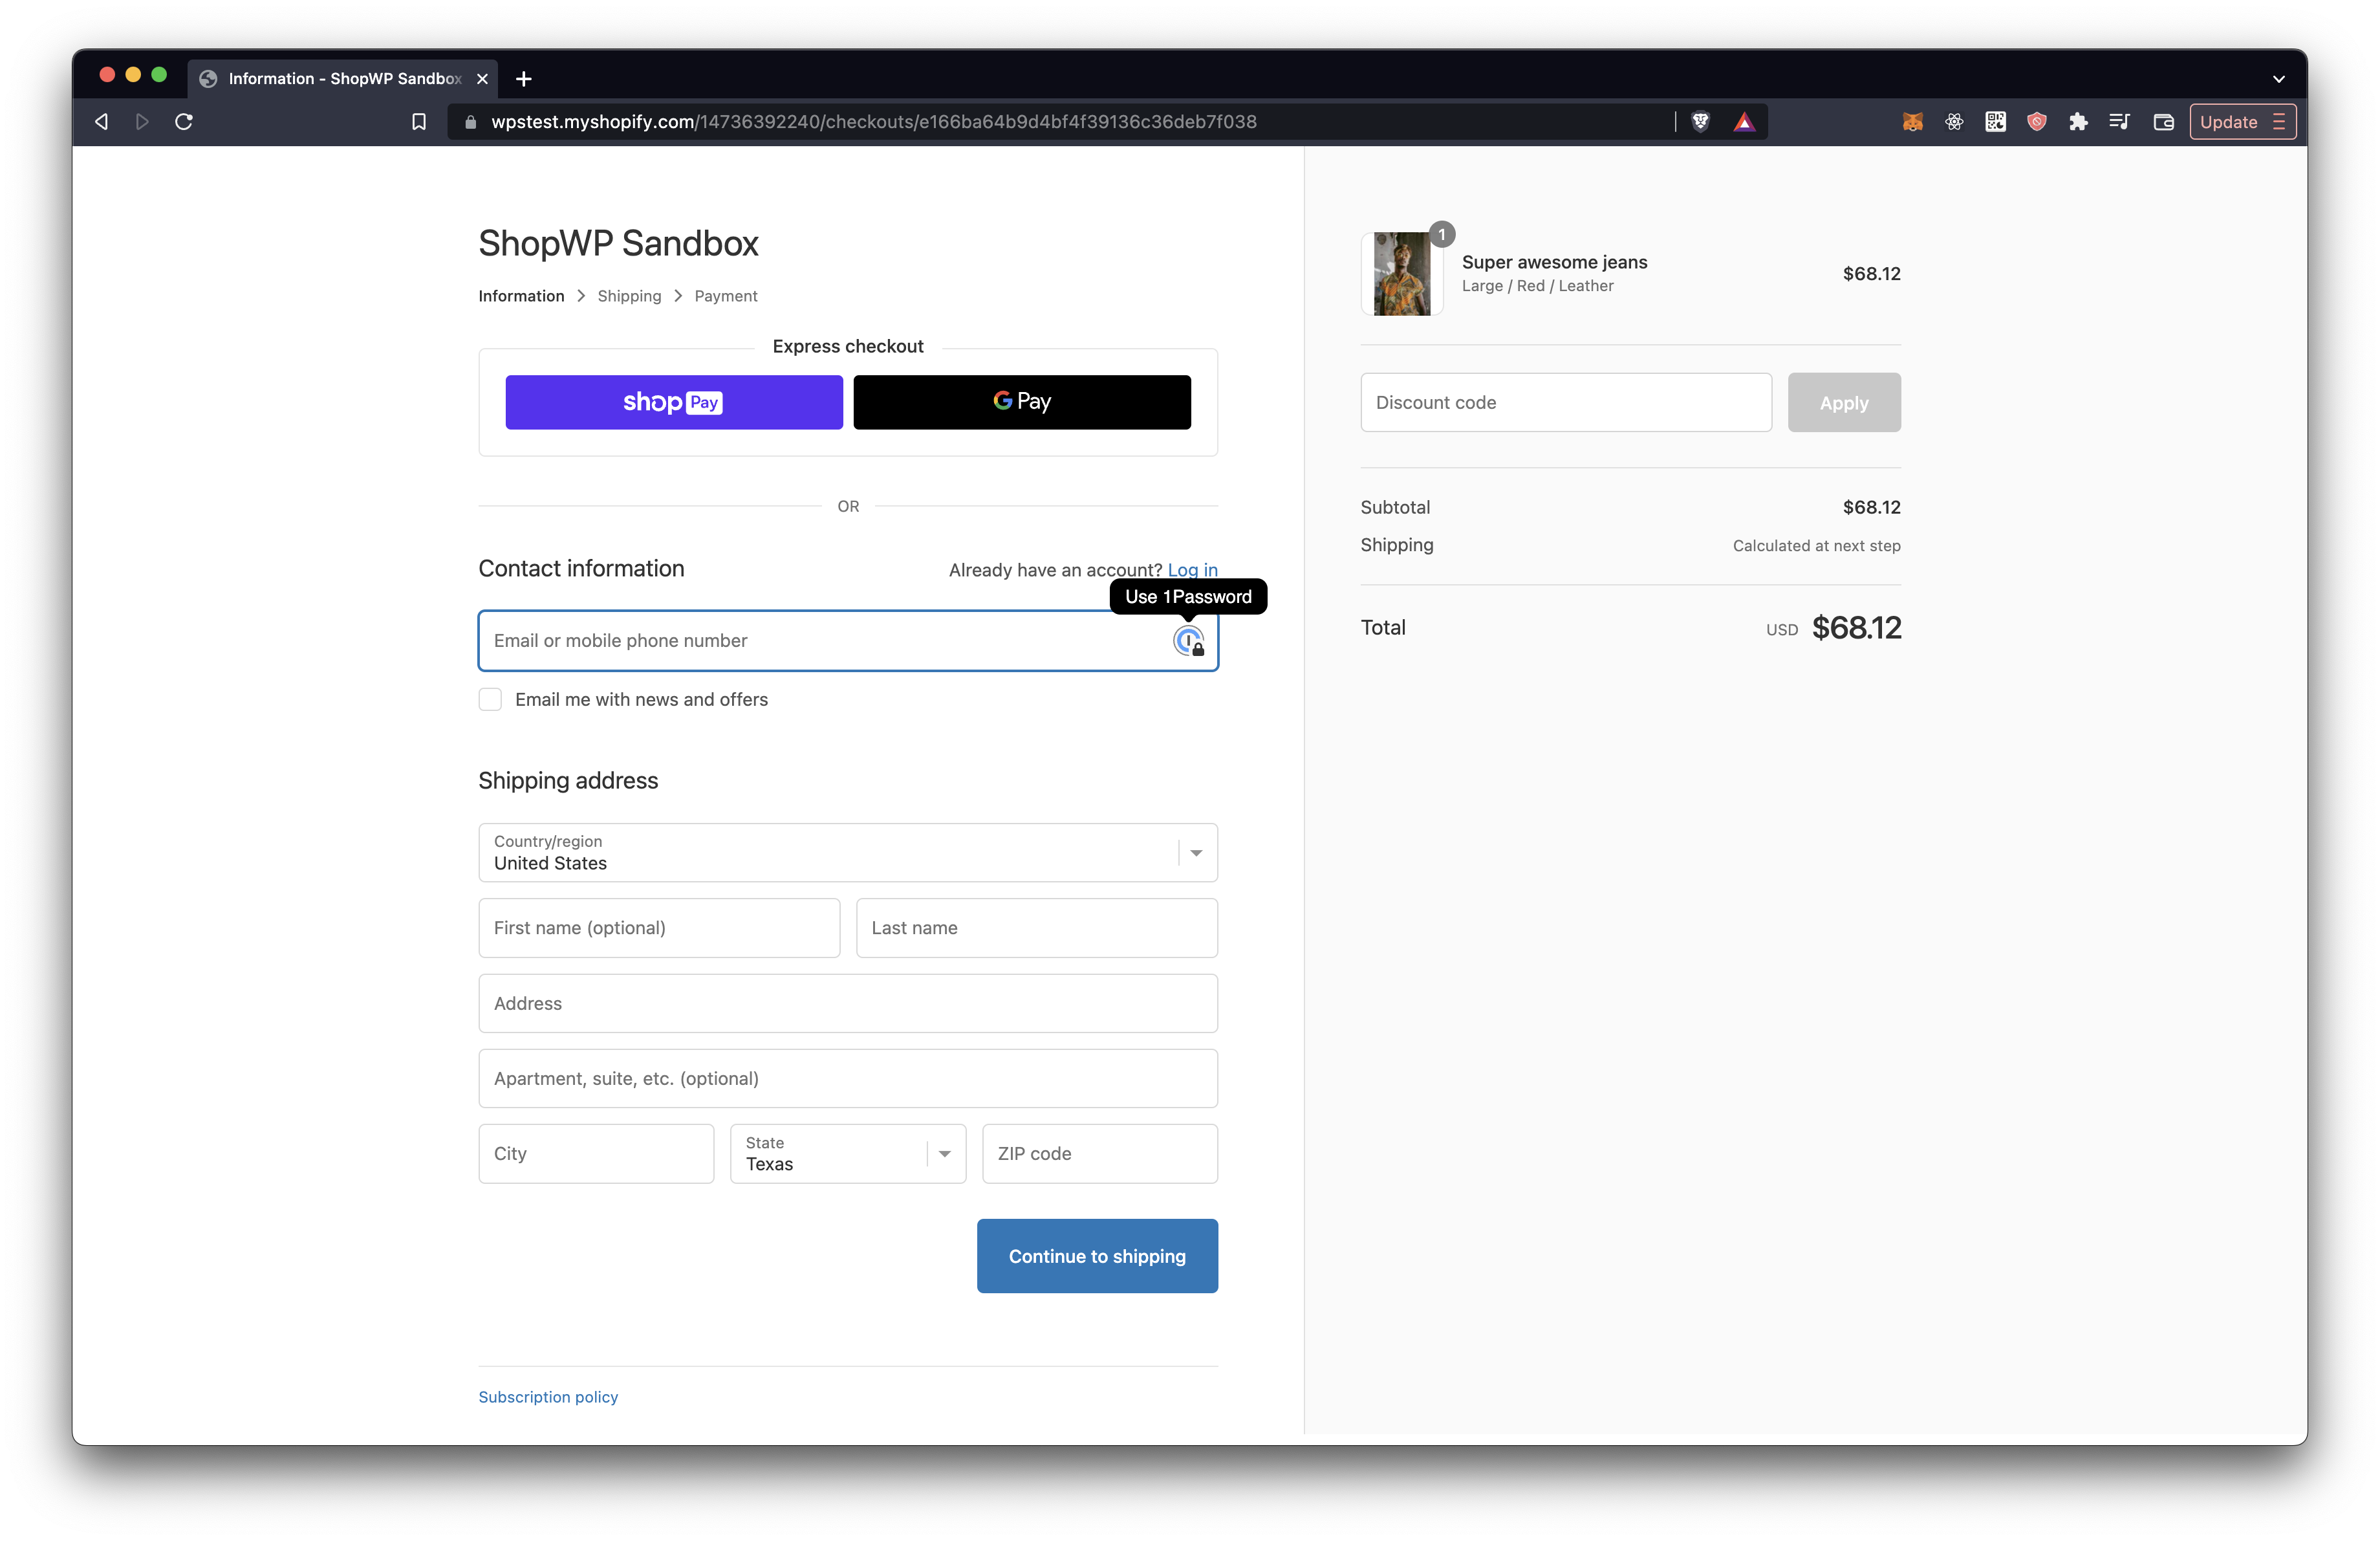 Information - ShopWP Sandbox
wpstest.myshopify.com/14736392240/checkouts/e166ba64b9d4bf4f39136c36deb7f038
Update
ShopWP Sandbox
Information > Shipping > Payment
Express checkout
shop Pay
G Pay
OR
Contact information
Already have an account? Log in
Use 1Password
Email or mobile phone number
Email me with news and offers
Shipping address
Country/region
United States
First name (optional)
Last name
Address
Apartment, suite, etc. (optional)
City
State
Texas
ZIP code
Continue to shipping
Subscription policy
1
Super awesome jeans
$68.12
Large / Red / Leather
Discount code
Apply
Subtotal
$68.12
Shipping
Calculated at next step
Total
USD $68.12